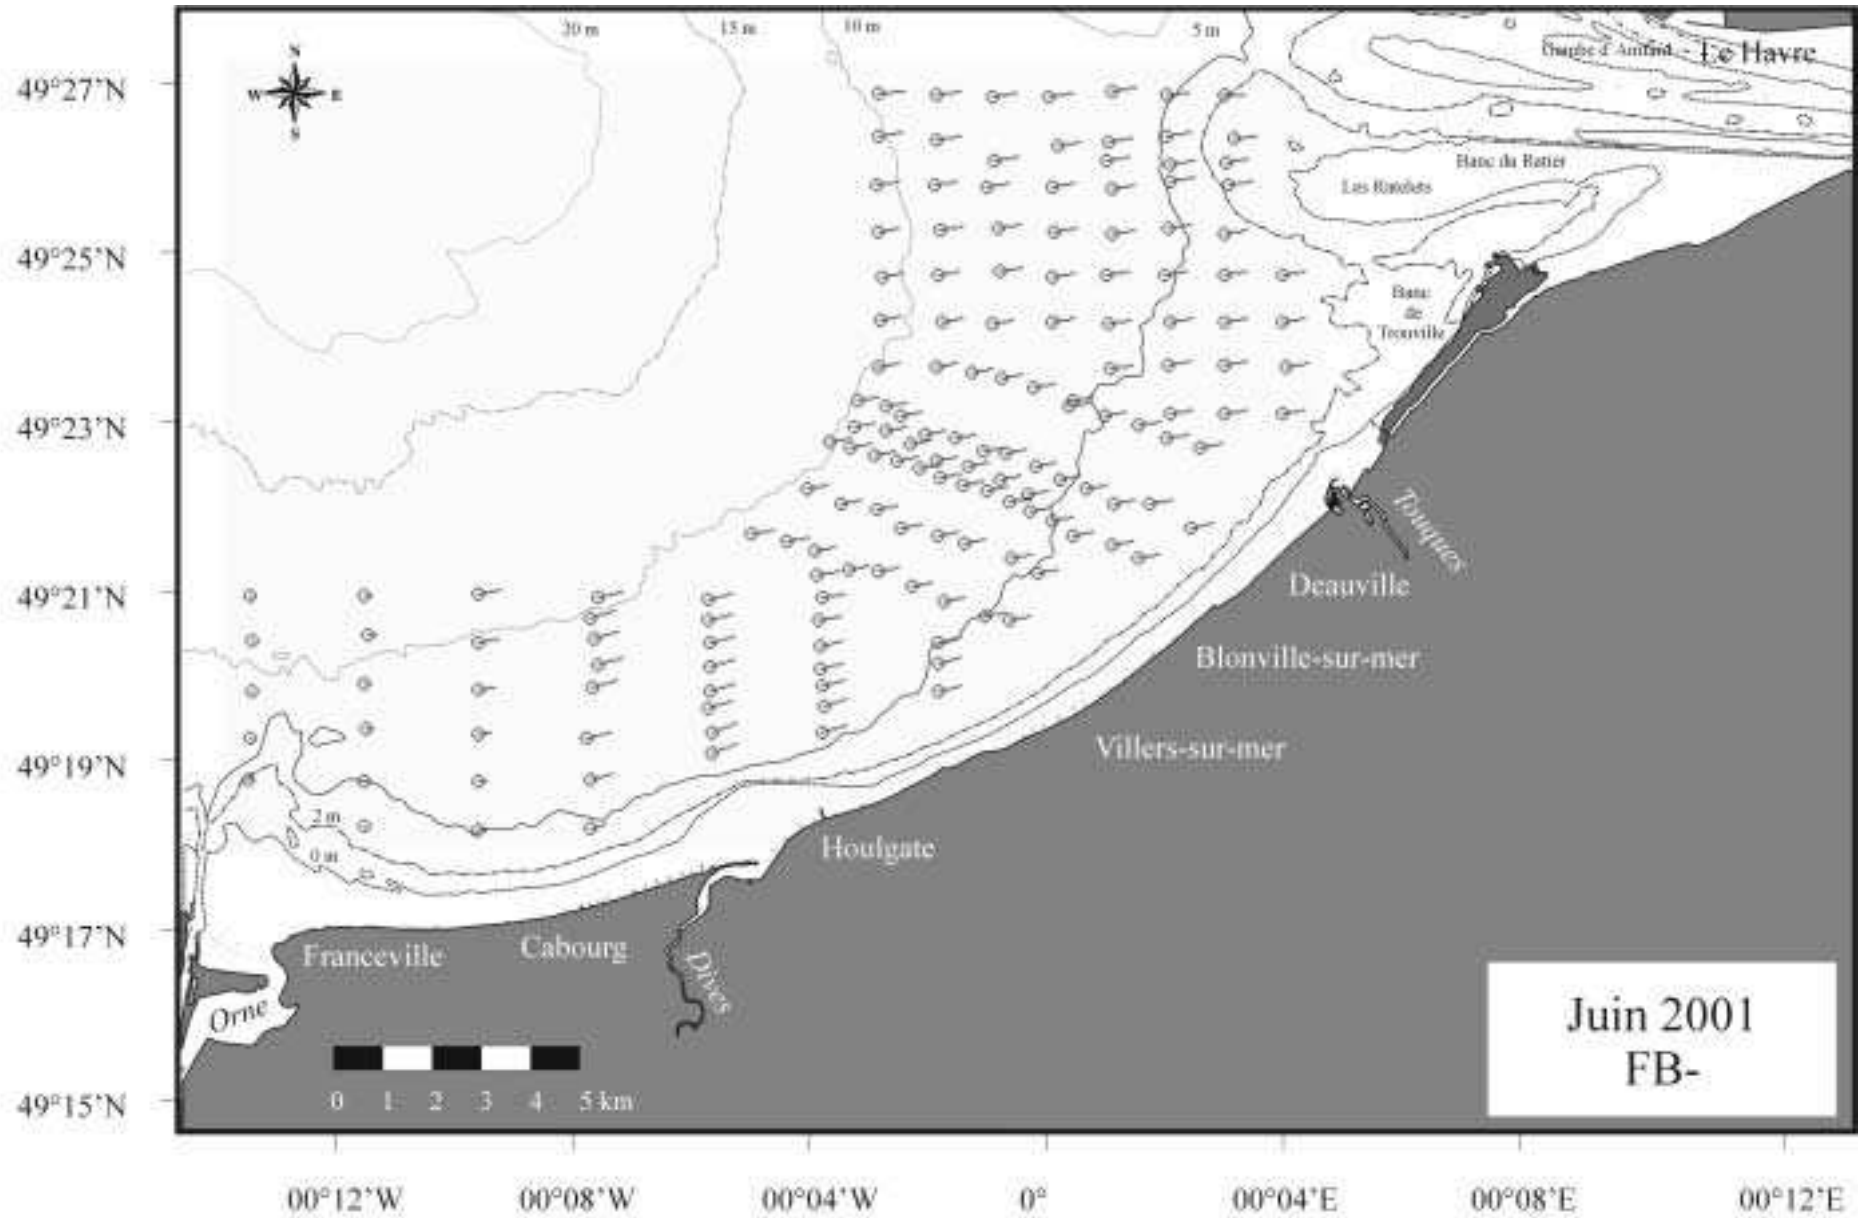 20 m
15 m
10 m
5 m
N
W
E
S
Le Havre
49°27'N
Banc du Ratier
Les Ratelets
49°25'N
Banc
de
Trouville
49°23'N
Touques
49°21'N
Deauville
Blonville-sur-mer
49°19'N
Villers-sur-mer
2 m
0 m
Houlgate
49°17'N
Franceville
Cabourg
Dives
Orne
Juin 2001
FB-
0 1 2 3 4 5 km
49°15'N
00°12'W 00°08'W 00°04'W 0° 00°04'E 00°08'E 00°12'E